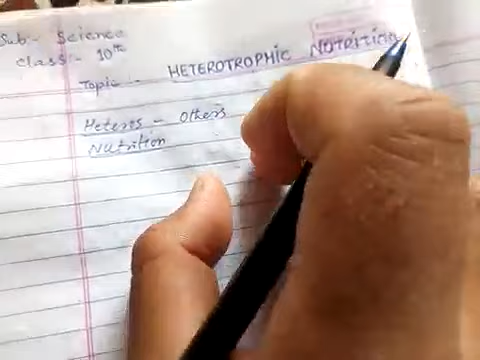 Sub:- Science
Class:- 10th
Topic:- HETEROTROPHIC NUTRITION
Heteros - Others
Nutrition